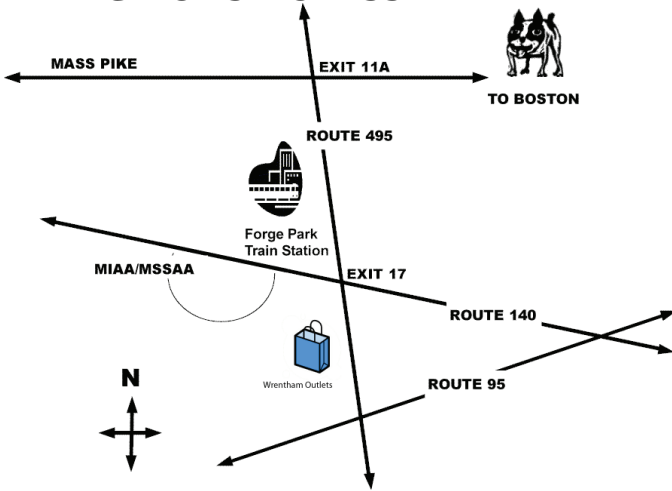 MASS PIKE
EXIT 11A
TO BOSTON
ROUTE 495
Forge Park
Train Station
MIAA/MSSAA
EXIT 17
ROUTE 140
Wrentham Outlets
ROUTE 95
N